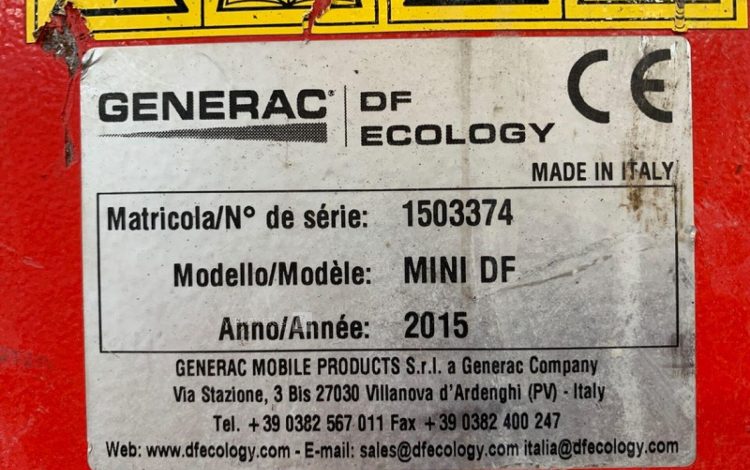 GENERAC® DF
ECOLOGY
CE
MADE IN ITALY
Matricola/N° de série: 1503374
Modello/Modèle: MINI DF
Anno/Année: 2015
GENERAC MOBILE PRODUCTS S.r.l. a Generac Company
Via Stazione, 3 Bis 27030 Villanova d'Ardenghi (PV) - Italy
Tel. +39 0382 567 011 Fax +39 0382 400 247
Web: www.dfecology.com - E-mail: sales@dfecology.com italia@dfecology.com